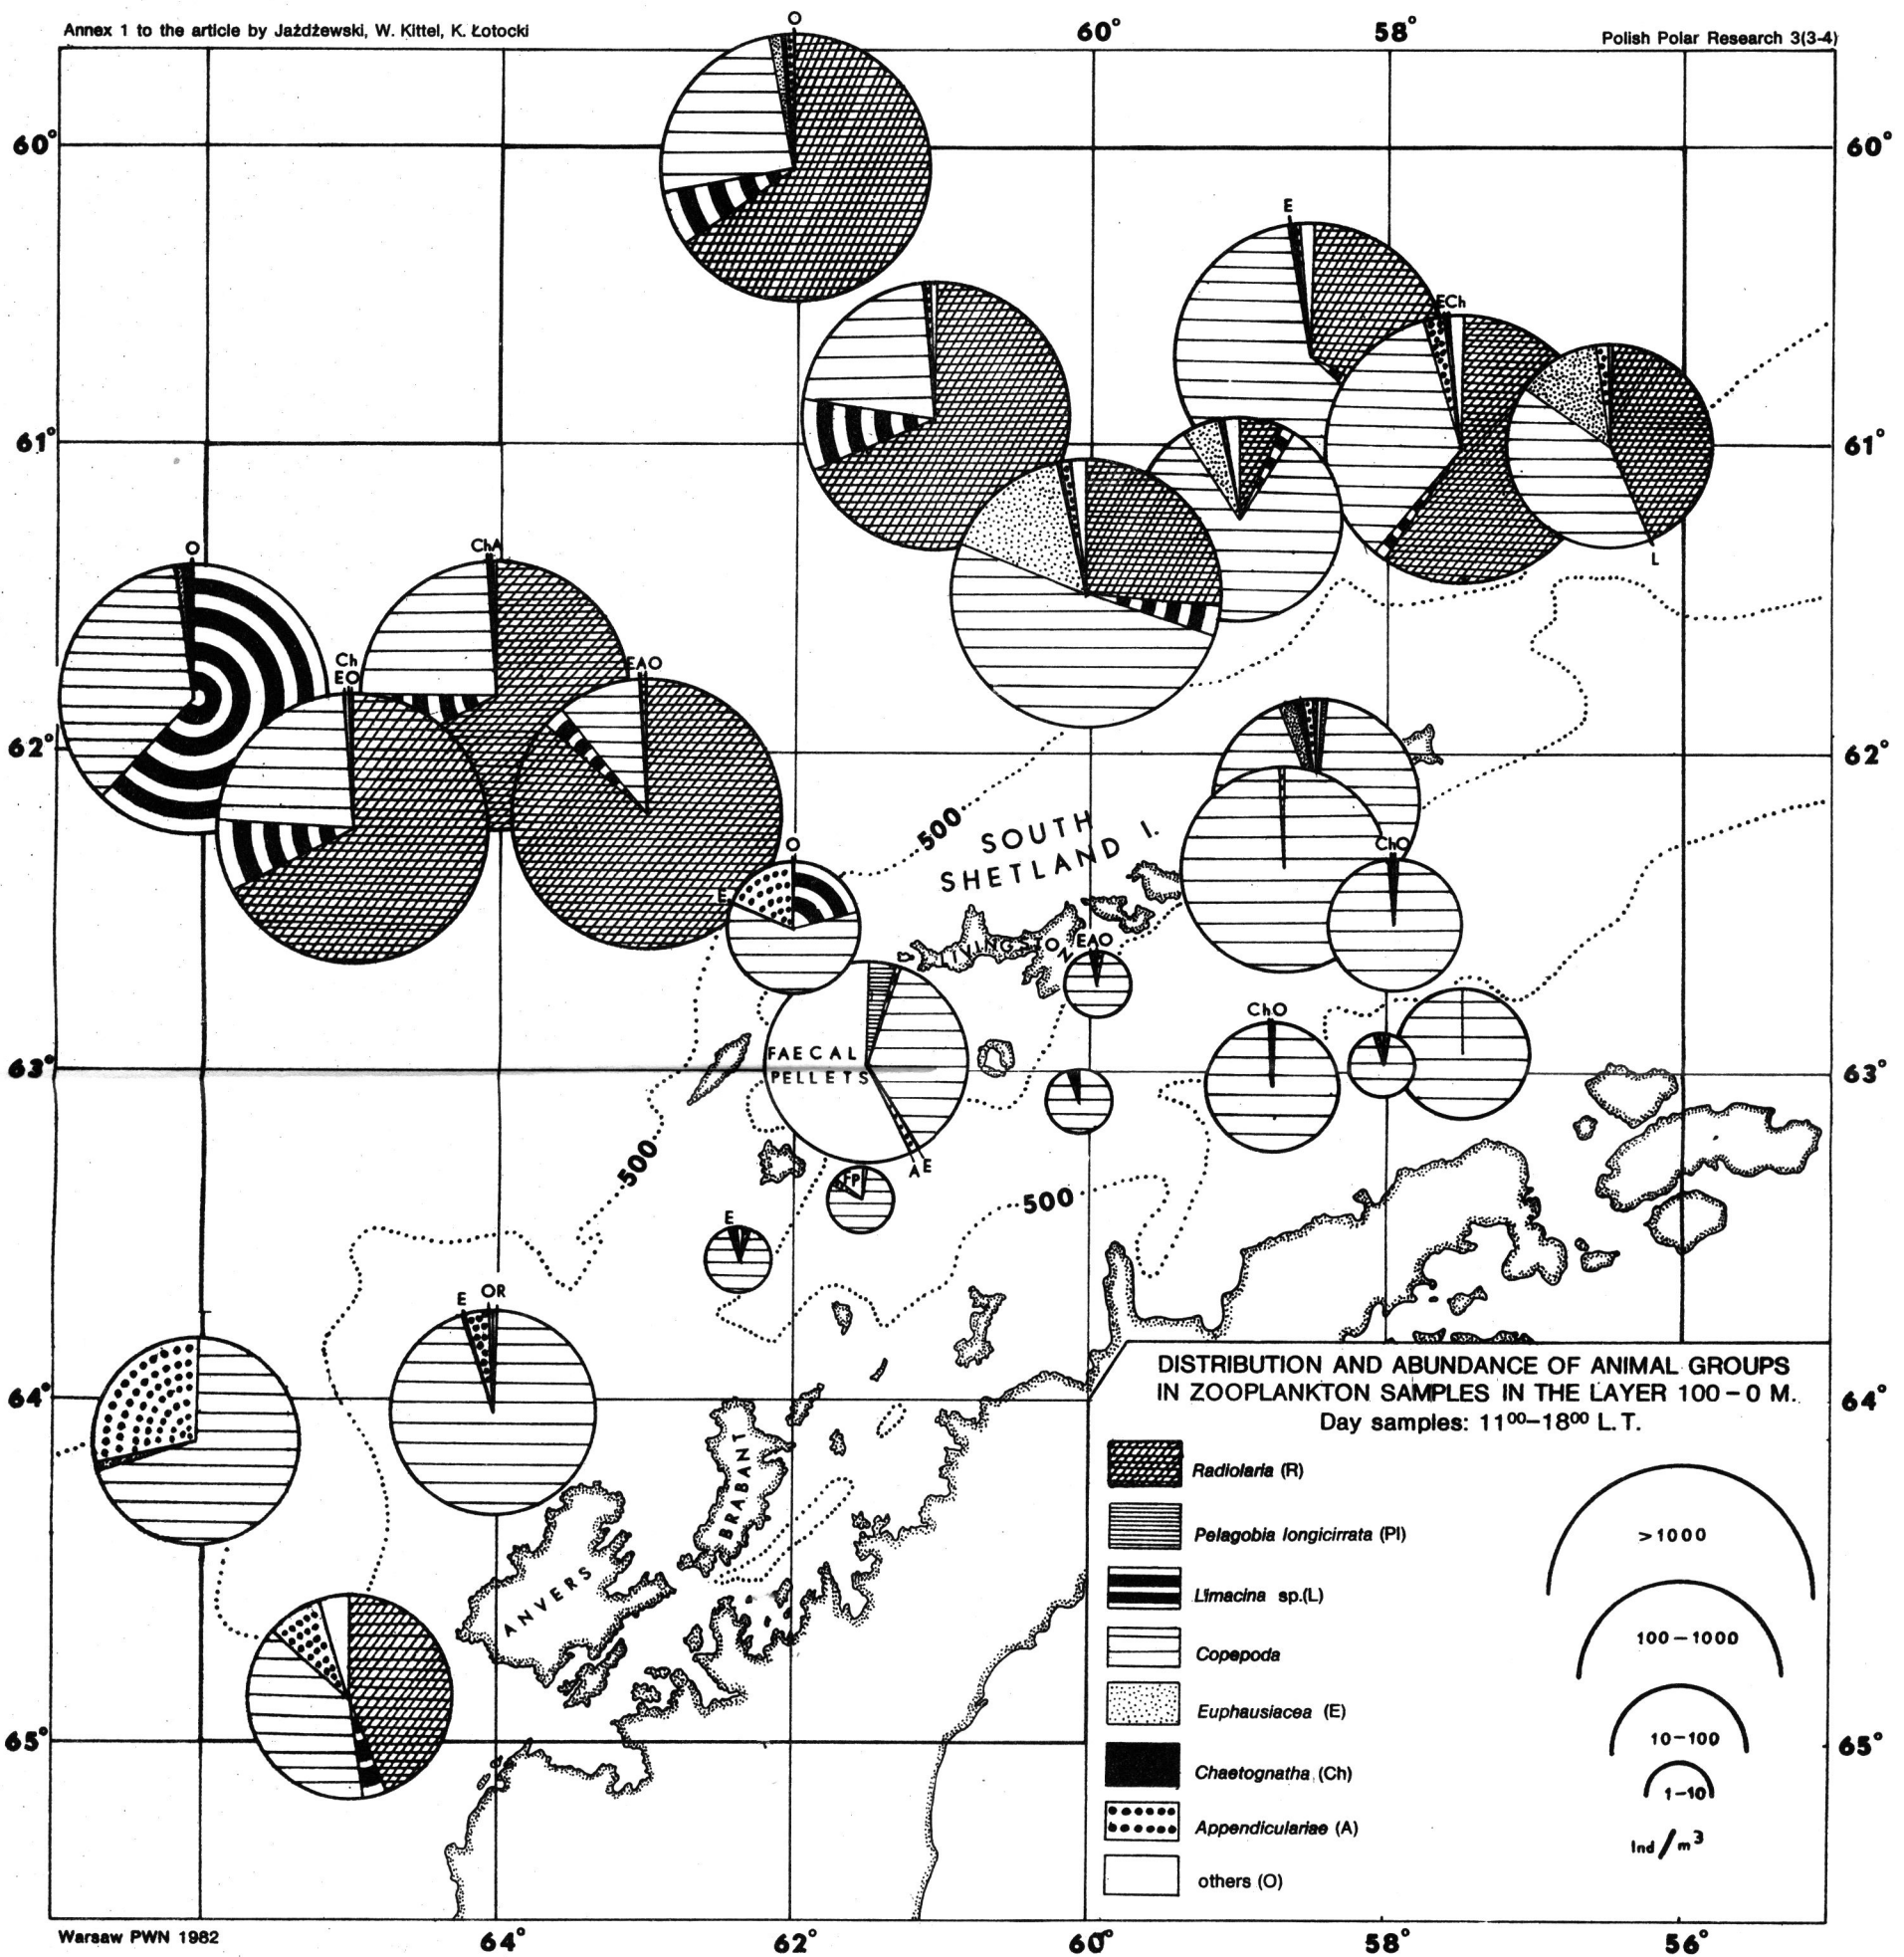 Annex 1 to the article by Jażdżewski, W. Kittel, K. Łotocki
Polish Polar Research 3(3-4)
60° 58°
O
60° 60°
E
ECh
61° 61°
L
O
ChA
Ch
EO
EAO
62° 62°
500
SOUTH
SHETLAND I.
O
E
ChO
LIVINGSTON
EAO
ChO
FAECAL
PELLETS
63° 63°
A E
FP
500
500
E
E OR
64° 64°
BRABANT
ANVERS
65° 65°
DISTRIBUTION AND ABUNDANCE OF ANIMAL GROUPS
IN ZOOPLANKTON SAMPLES IN THE LAYER 100-0 M.
Day samples: 11⁰⁰-18⁰⁰ L.T.
Radiolaria (R)
Pelagobia longicirrata (Pl)
Limacina sp.(L)
Copepoda
Euphausiacea (E)
Chaetognatha (Ch)
Appendiculariae (A)
others (O)
>1000
100-1000
10-100
1-10
Ind/m³
Warsaw PWN 1982
64° 62° 60° 58° 56°